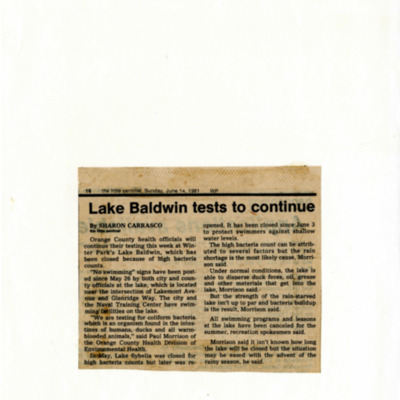 16 the little sentinel, Sunday, June 14, 1981
Lake Baldwin tests to continue
By SHARON CARRASCO
Orange County health officials will
continue their testing this week at Win-
ter Park's Lake Baldwin, which has
been closed because of high bacteria
counts.
"No swimming" signs have been post-
ed since May 26 by both city and coun-
ty officials at the lake, which is located
near the intersection of Lakemont Ave-
nue and Glenridge Way. The city and
the Naval Training Center have swim-
ming facilities on the lake.
"We are testing for coliform bacteria
which is an organism found in the intes-
tines of humans, ducks and all warm-
blooded animals," said Paul Morrison of
the Orange County Health Division of
Environmental Health.
In May, Lake Sybelia was closed for
high bacteria counts but later was re-
opened. It has been closed since June 3
to protect swimmers against shallow
water levels.
The high bacteria count can be attrib-
uted to several factors but the rain
shortage is the most likely cause, Morri-
son said.
Under normal conditions, the lake is
able to disperse duck feces, oil, grease
and other materials that get into the
lake, Morrison said.
But the strength of the rain-starved
lake isn't up to par and bacteria buildup
is the result, Morrison said.
All swimming programs and lessons
at the lake have been canceled for the
summer, recreation spokesmen said.
Morrison said it isn't known how long
the lake will be closed but the situation
may be eased with the advent of the
rainy season, he said.